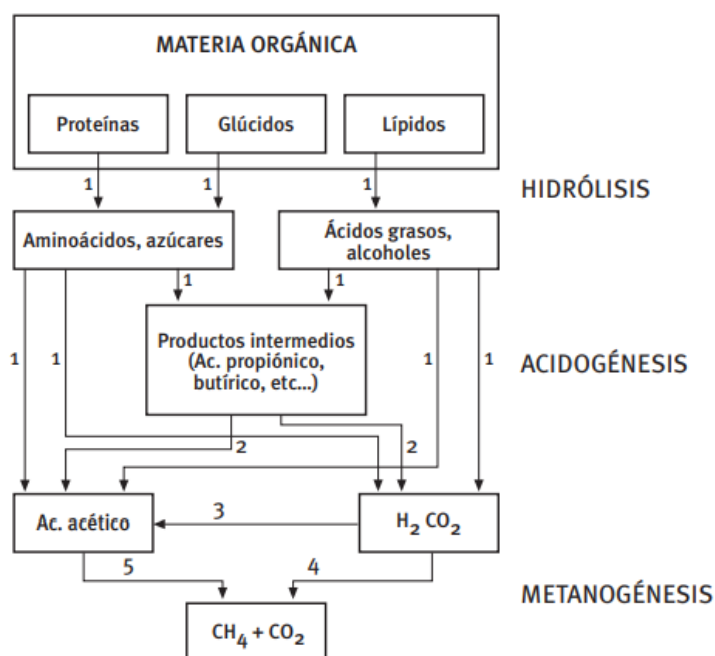 MATERIA ORGÁNICA
Proteínas
Glúcidos
Lípidos
1
1
1
HIDRÓLISIS
Aminoácidos, azúcares
Ácidos grasos,
alcoholes
1
1
Productos intermedios
(Ac. propiónico,
butírico, etc...)
1
1
1
1
ACIDOGÉNESIS
2
2
Ac. acético
3
H₂ CO₂
5
4
METANOGÉNESIS
CH₄ + CO₂